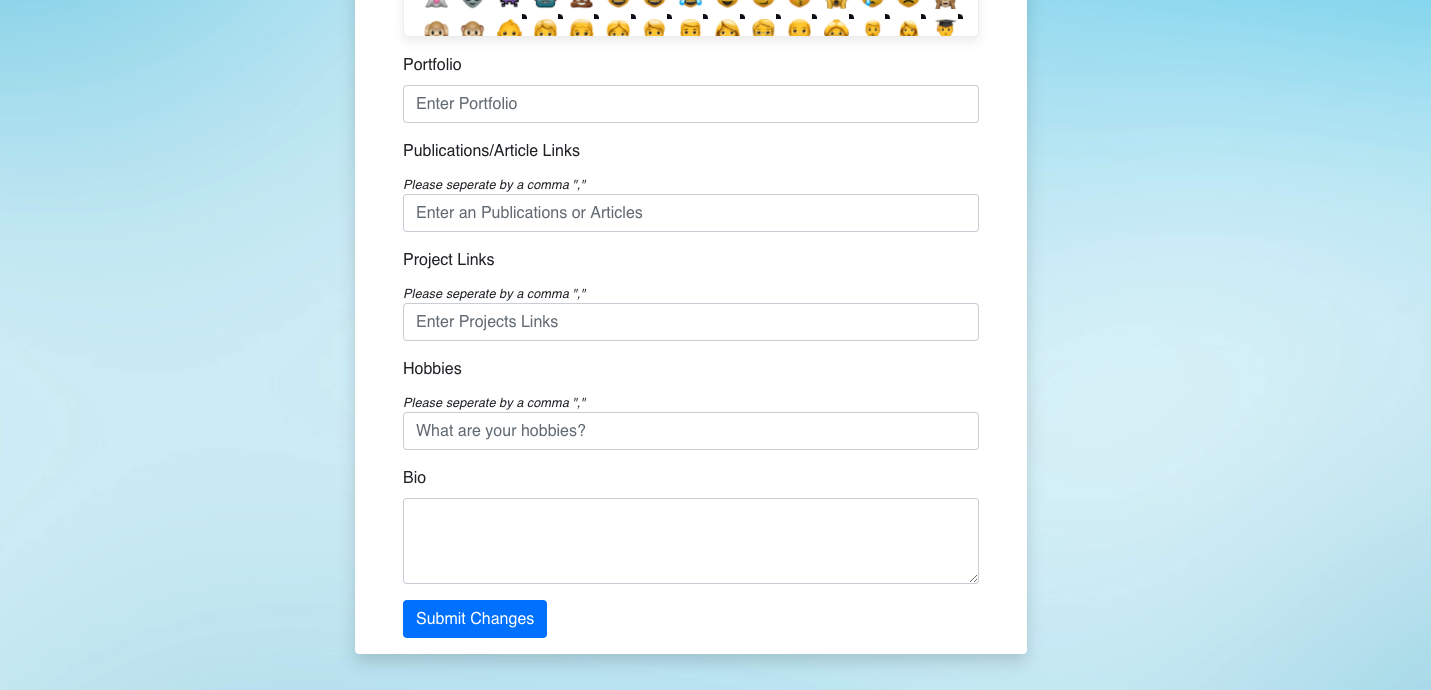 Portfolio
Enter Portfolio
Publications/Article Links
Please seperate by a comma ","
Enter an Publications or Articles
Project Links
Please seperate by a comma ","
Enter Projects Links
Hobbies
Please seperate by a comma ","
What are your hobbies?
Bio
Submit Changes